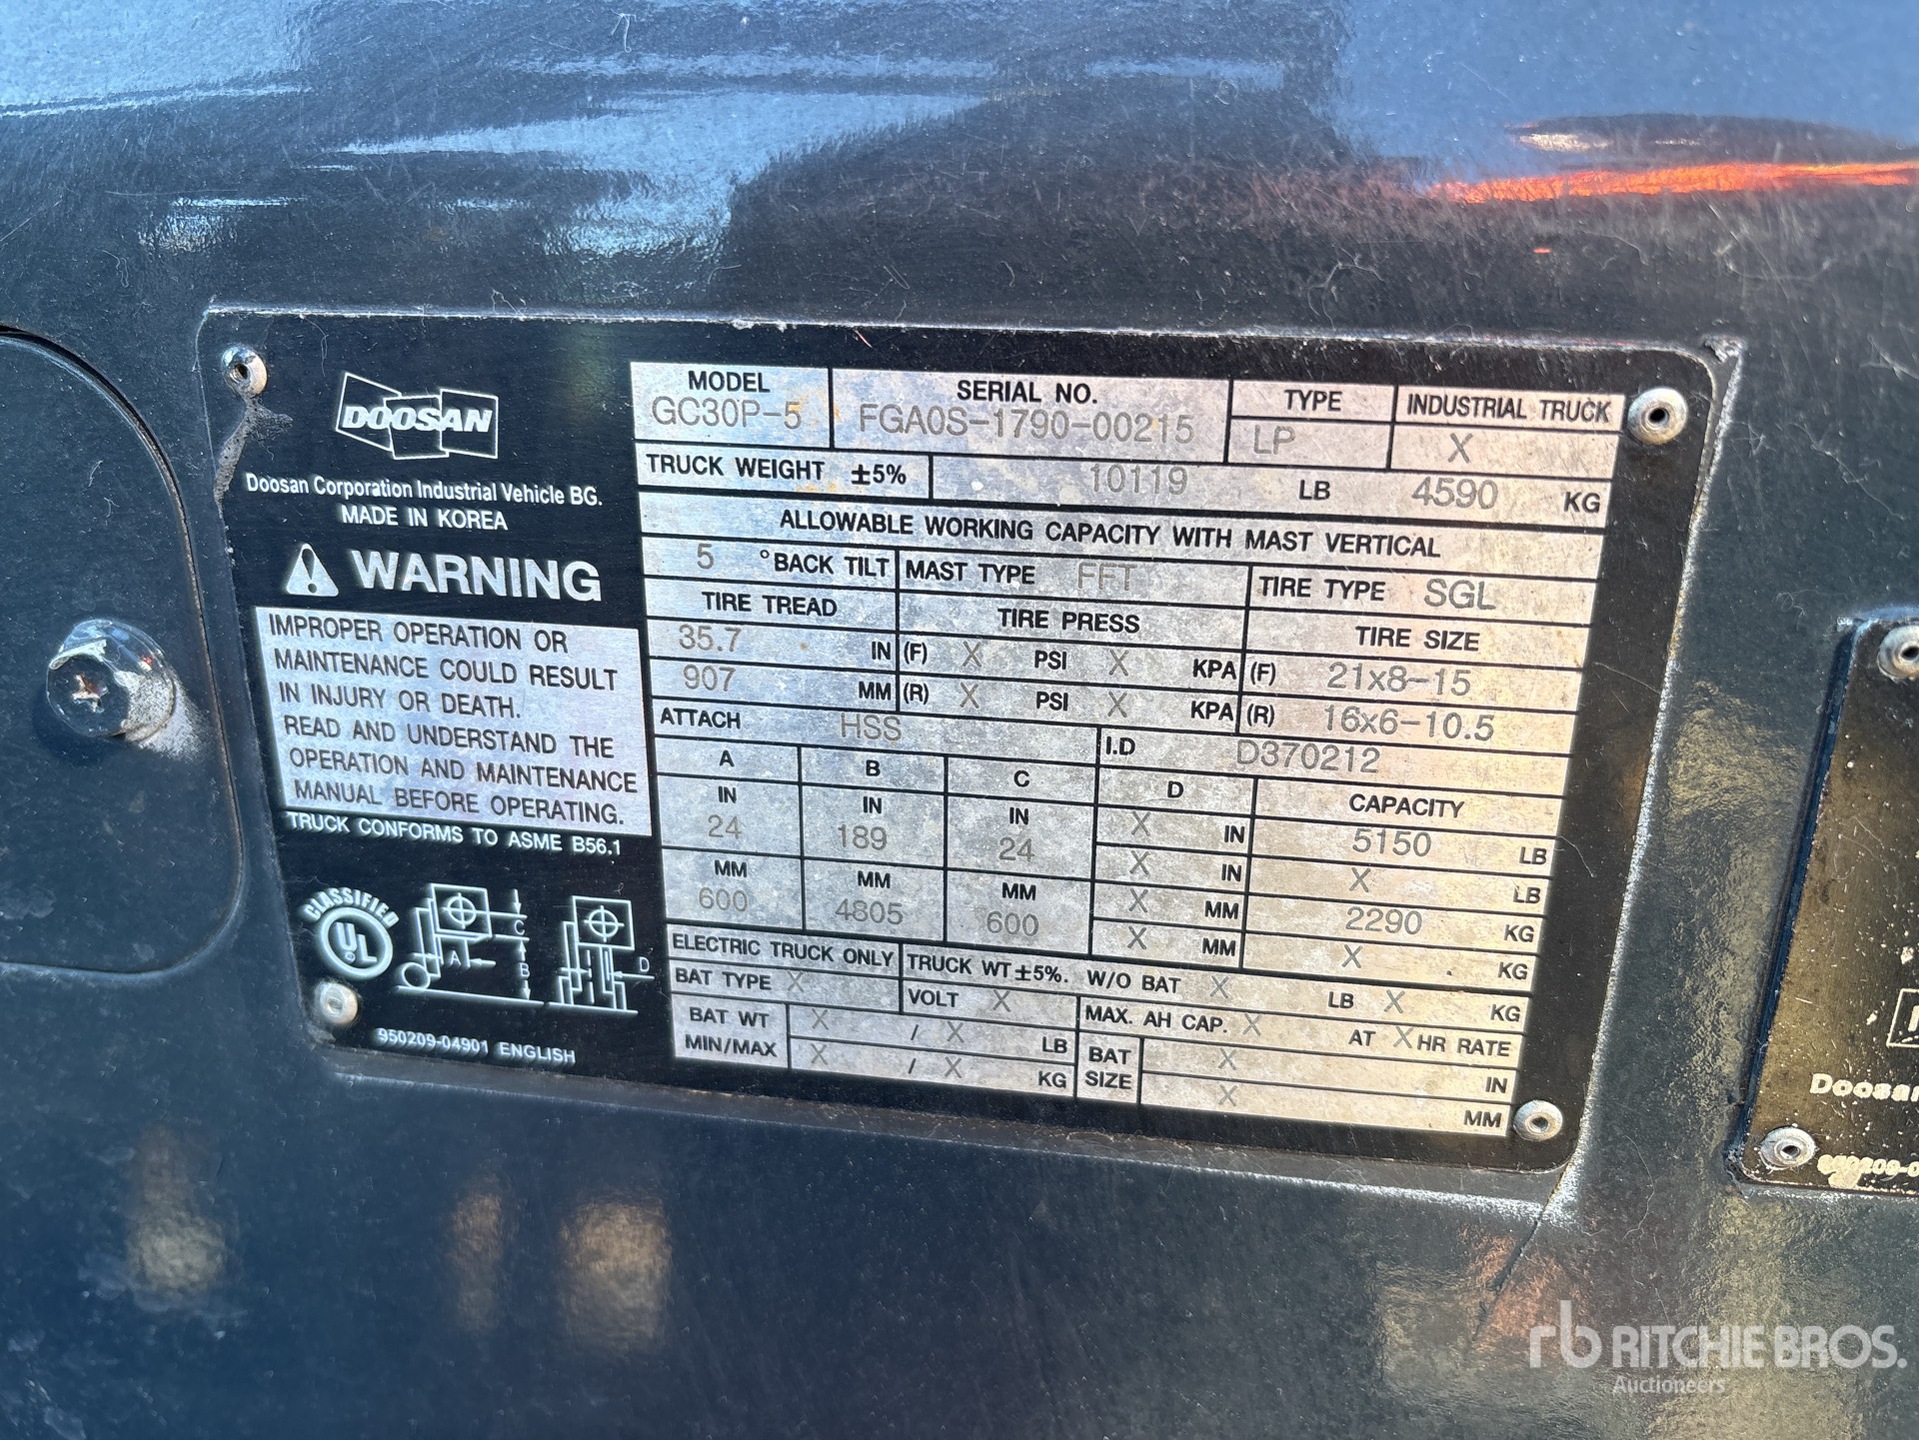 DOOSAN
Doosan Corporation Industrial Vehicle BG.
MADE IN KOREA
WARNING
IMPROPER OPERATION OR
MAINTENANCE COULD RESULT
IN INJURY OR DEATH.
READ AND UNDERSTAND THE
OPERATION AND MAINTENANCE
MANUAL BEFORE OPERATING.
TRUCK CONFORMS TO ASME B56.1
CLASSIFIED
UL
A B C D
950209-04901 ENGLISH
MODEL SERIAL NO. TYPE INDUSTRIAL TRUCK
GC30P-5 FGA0S-1790-00215 LP X
TRUCK WEIGHT ±5% 10119 LB 4590 KG
ALLOWABLE WORKING CAPACITY WITH MAST VERTICAL
5 ° BACK TILT MAST TYPE FFT TIRE TYPE SGL
TIRE TREAD TIRE PRESS TIRE SIZE
35.7 IN (F) X PSI X KPA (F) 21x8-15
907 MM (R) X PSI X KPA (R) 16x6-10.5
ATTACH HSS I.D D370212
A B C D CAPACITY
IN IN IN X IN 5150 LB
24 189 24 X IN X LB
MM MM MM X MM 2290 KG
600 4805 600 X MM X KG
ELECTRIC TRUCK ONLY TRUCK WT ±5%. W/O BAT X LB X KG
BAT TYPE X VOLT X MAX. AH CAP. X AT X HR RATE
BAT WT X / X LB BAT X IN
MIN/MAX X / X KG SIZE X MM
Doosan
rb RITCHIE BROS.
Auctioneers